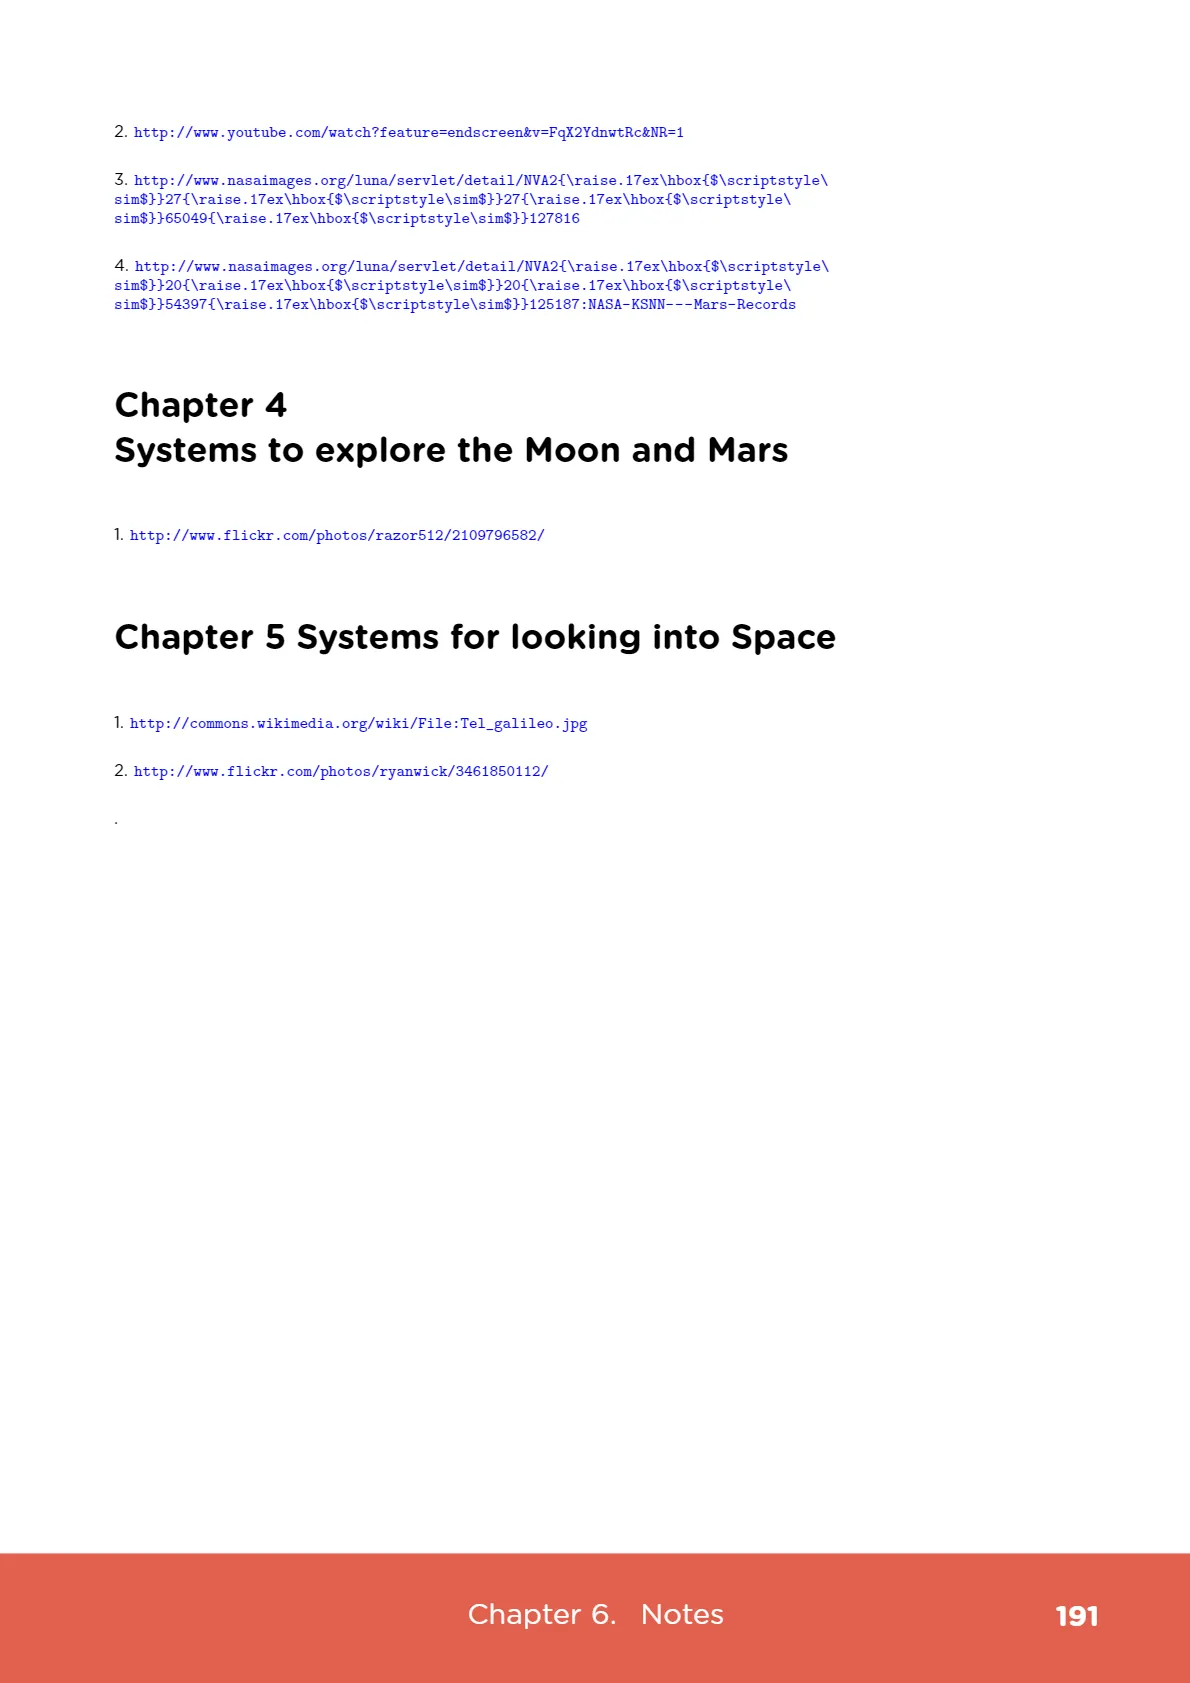 2. http://www.youtube.com/watch?feature=endscreen&v=FqX2YdnwtRc&NR=1
3. http://www.nasaimages.org/luna/servlet/detail/NVA2{\raise.17ex\hbox{$\scriptstyle\
sim$}}27{\raise.17ex\hbox{$\scriptstyle\sim$}}27{\raise.17ex\hbox{$\scriptstyle\
sim$}}65049{\raise.17ex\hbox{$\scriptstyle\sim$}}127816
4. http://www.nasaimages.org/luna/servlet/detail/NVA2{\raise.17ex\hbox{$\scriptstyle\
sim$}}20{\raise.17ex\hbox{$\scriptstyle\sim$}}20{\raise.17ex\hbox{$\scriptstyle\
sim$}}54397{\raise.17ex\hbox{$\scriptstyle\sim$}}125187:NASA-KSNN---Mars-Records
Chapter 4
Systems to explore the Moon and Mars
1. http://www.flickr.com/photos/razor512/2109796582/
Chapter 5 Systems for looking into Space
1. http://commons.wikimedia.org/wiki/File:Tel_galileo.jpg
2. http://www.flickr.com/photos/ryanwick/3461850112/
.
Chapter 6. Notes 191